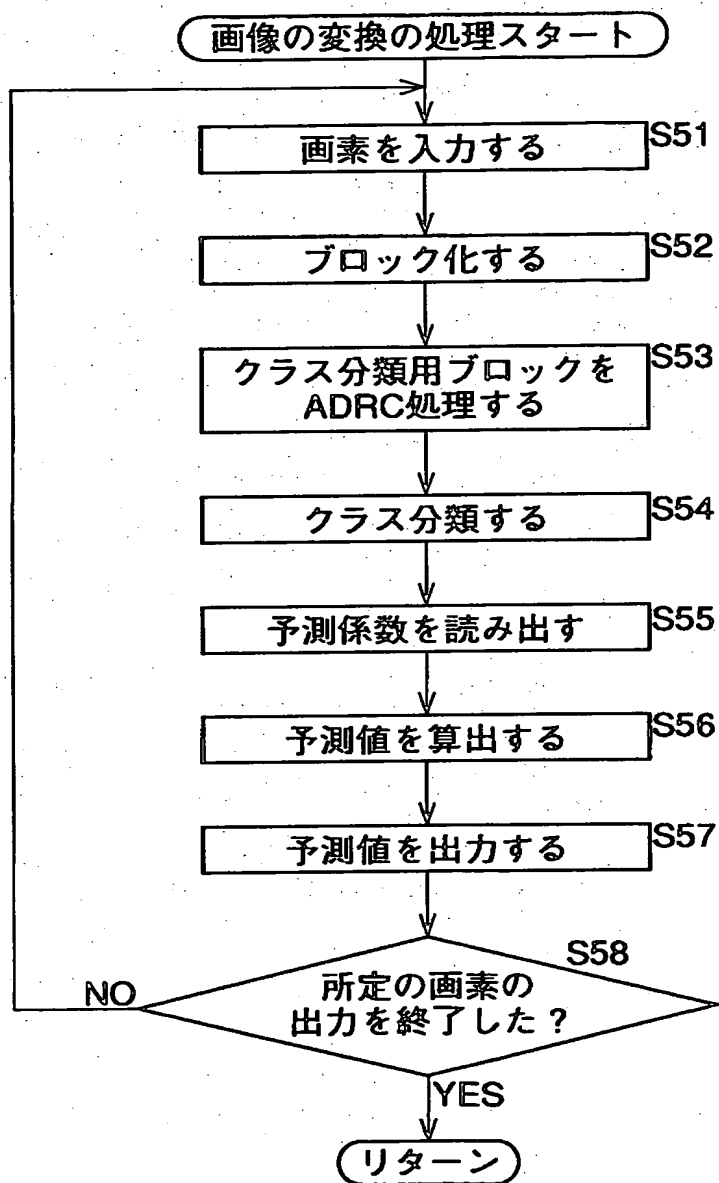 画像の変換の処理スタート
画素を入力する
S51
ブロック化する
S52
クラス分類用ブロックを
ADRC処理する
S53
クラス分類する
S54
予測係数を読み出す
S55
予測値を算出する
S56
予測値を出力する
S57
S58
所定の画素の
出力を終了した？
NO
YES
リターン